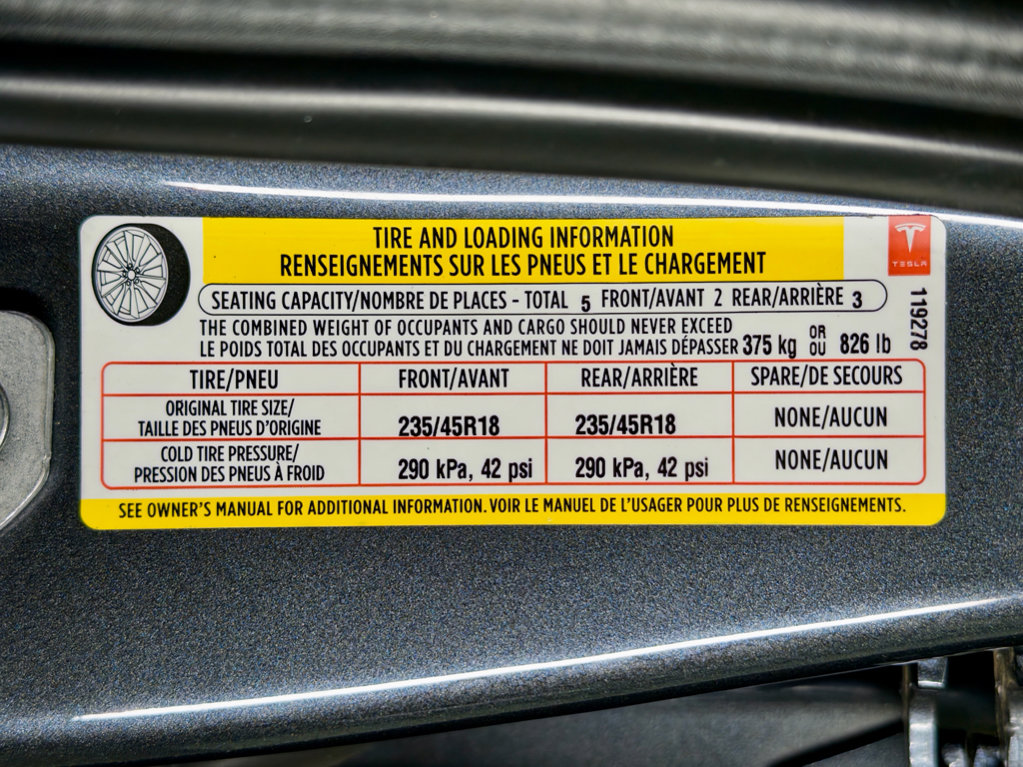 TIRE AND LOADING INFORMATION
RENSEIGNEMENTS SUR LES PNEUS ET LE CHARGEMENT
TESLA
SEATING CAPACITY/NOMBRE DE PLACES - TOTAL 5 FRONT/AVANT 2 REAR/ARRIÈRE 3
119278
THE COMBINED WEIGHT OF OCCUPANTS AND CARGO SHOULD NEVER EXCEED
LE POIDS TOTAL DES OCCUPANTS ET DU CHARGEMENT NE DOIT JAMAIS DÉPASSER 375 kg OR OU 826 lb
TIRE/PNEU FRONT/AVANT REAR/ARRIÈRE SPARE/DE SECOURS
ORIGINAL TIRE SIZE/
TAILLE DES PNEUS D'ORIGINE 235/45R18 235/45R18 NONE/AUCUN
COLD TIRE PRESSURE/
PRESSION DES PNEUS À FROID 290 kPa, 42 psi 290 kPa, 42 psi NONE/AUCUN
SEE OWNER'S MANUAL FOR ADDITIONAL INFORMATION. VOIR LE MANUEL DE L'USAGER POUR PLUS DE RENSEIGNEMENTS.